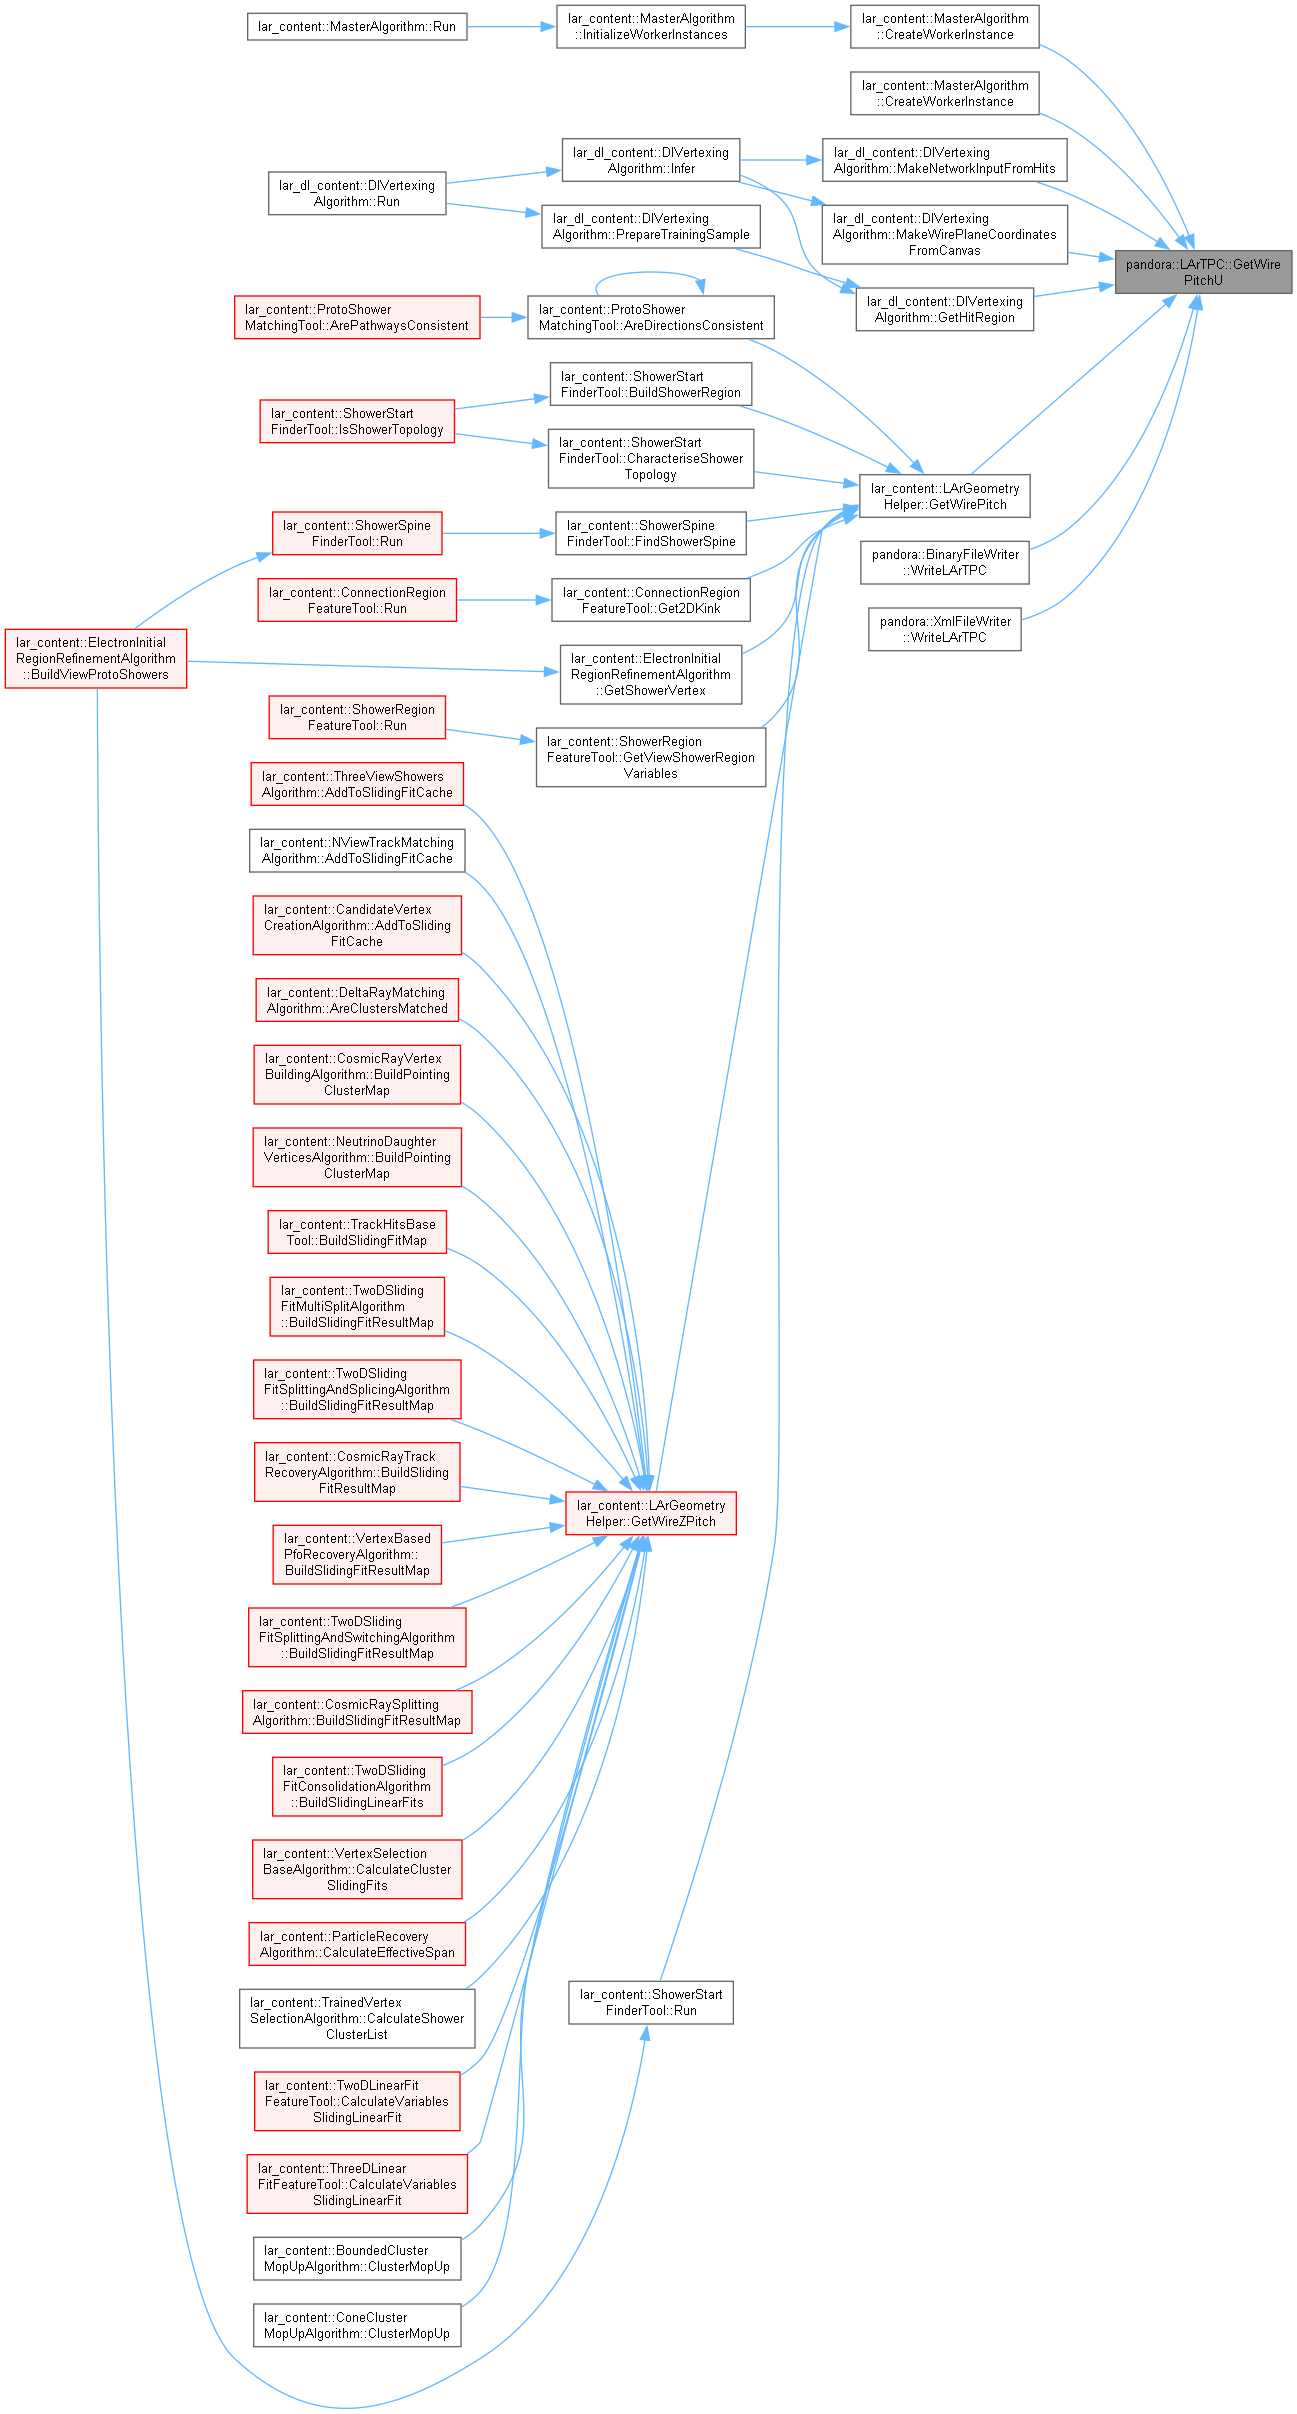 lar_content::MasterAlgorithm::Run
lar_content::MasterAlgorithm
::InitializeWorkerInstances
lar_content::MasterAlgorithm
::CreateWorkerInstance
lar_content::MasterAlgorithm
::CreateWorkerInstance
lar_dl_content::DlVertexing
Algorithm::Run
lar_dl_content::DlVertexing
Algorithm::Infer
lar_dl_content::DlVertexing
Algorithm::MakeNetworkInputFromHits
lar_dl_content::DlVertexing
Algorithm::PrepareTrainingSample
lar_dl_content::DlVertexing
Algorithm::MakeWirePlaneCoordinates
FromCanvas
pandora::LArTPC::GetWire
PitchU
lar_content::ProtoShower
MatchingTool::ArePathwaysConsistent
lar_content::ProtoShower
MatchingTool::AreDirectionsConsistent
lar_dl_content::DlVertexing
Algorithm::GetHitRegion
lar_content::ShowerStart
FinderTool::BuildShowerRegion
lar_content::ShowerStart
FinderTool::IsShowerTopology
lar_content::ShowerStart
FinderTool::CharacteriseShower
Topology
lar_content::LArGeometry
Helper::GetWirePitch
lar_content::ShowerSpine
FinderTool::Run
lar_content::ShowerSpine
FinderTool::FindShowerSpine
pandora::BinaryFileWriter
::WriteLArTPC
lar_content::ConnectionRegion
FeatureTool::Run
lar_content::ConnectionRegion
FeatureTool::Get2DKink
pandora::XmlFileWriter
::WriteLArTPC
lar_content::ElectronInitial
RegionRefinementAlgorithm
::BuildViewProtoShowers
lar_content::ElectronInitial
RegionRefinementAlgorithm
::GetShowerVertex
lar_content::ShowerRegion
FeatureTool::Run
lar_content::ShowerRegion
FeatureTool::GetViewShowerRegion
Variables
lar_content::ThreeViewShowers
Algorithm::AddToSlidingFitCache
lar_content::NViewTrackMatching
Algorithm::AddToSlidingFitCache
lar_content::CandidateVertex
CreationAlgorithm::AddToSliding
FitCache
lar_content::DeltaRayMatching
Algorithm::AreClustersMatched
lar_content::CosmicRayVertex
BuildingAlgorithm::BuildPointing
ClusterMap
lar_content::NeutrinoDaughter
VerticesAlgorithm::BuildPointing
ClusterMap
lar_content::TrackHitsBase
Tool::BuildSlidingFitMap
lar_content::TwoDSliding
FitMultiSplitAlgorithm
::BuildSlidingFitResultMap
lar_content::TwoDSliding
FitSplittingAndSplicingAlgorithm
::BuildSlidingFitResultMap
lar_content::CosmicRayTrack
RecoveryAlgorithm::BuildSliding
FitResultMap
lar_content::LArGeometry
Helper::GetWireZPitch
lar_content::VertexBased
PfoRecoveryAlgorithm::
BuildSlidingFitResultMap
lar_content::TwoDSliding
FitSplittingAndSwitchingAlgorithm
::BuildSlidingFitResultMap
lar_content::CosmicRaySplitting
Algorithm::BuildSlidingFitResultMap
lar_content::TwoDSliding
FitConsolidationAlgorithm
::BuildSlidingLinearFits
lar_content::VertexSelection
BaseAlgorithm::CalculateCluster
SlidingFits
lar_content::ParticleRecovery
Algorithm::CalculateEffectiveSpan
lar_content::TrainedVertex
SelectionAlgorithm::CalculateShower
ClusterList
lar_content::ShowerStart
FinderTool::Run
lar_content::TwoDLinearFit
FeatureTool::CalculateVariables
SlidingLinearFit
lar_content::ThreeDLinear
FitFeatureTool::CalculateVariables
SlidingLinearFit
lar_content::BoundedCluster
MopUpAlgorithm::ClusterMopUp
lar_content::ConeCluster
MopUpAlgorithm::ClusterMopUp